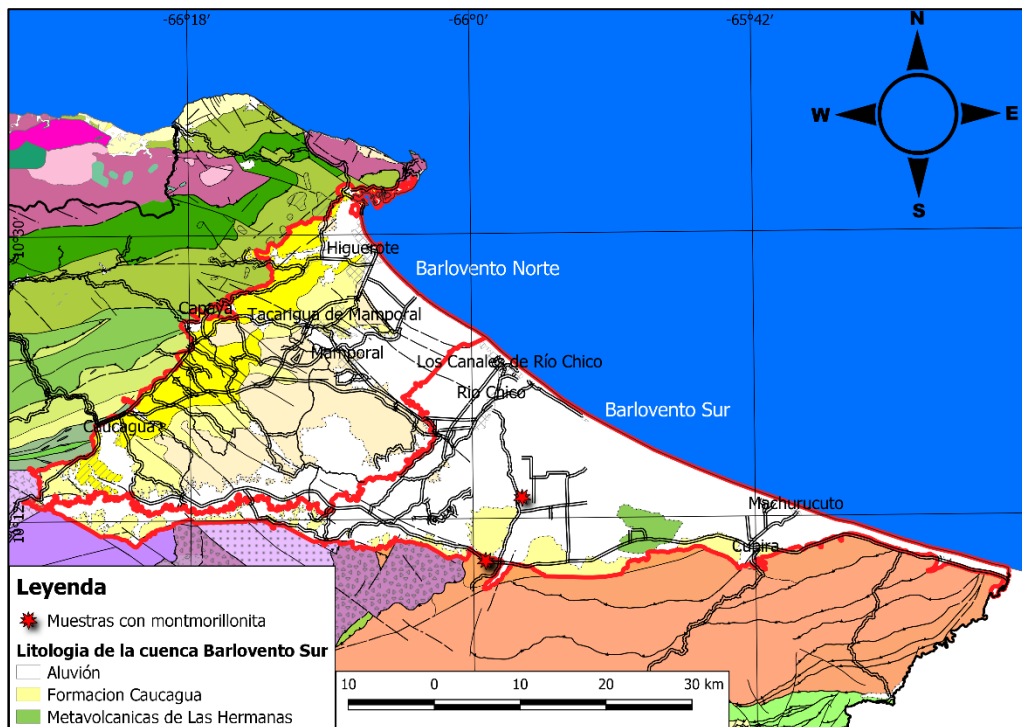 -66°18' -66°0' -65°42'
N
W E
S
10°30'
Higuerote
Barlovento Norte
Capaya
Tacarigua de Mamporal
Mamporal
Los Canales de Río Chico
Río Chico
Barlovento Sur
Caucagua
Machurucuto
10°12'
Cupira
Leyenda
Muestras con montmorillonita
Litologia de la cuenca Barlovento Sur
Aluvión
Formacion Caucagua
Metavolcanicas de Las Hermanas
10 0 10 20 30 km